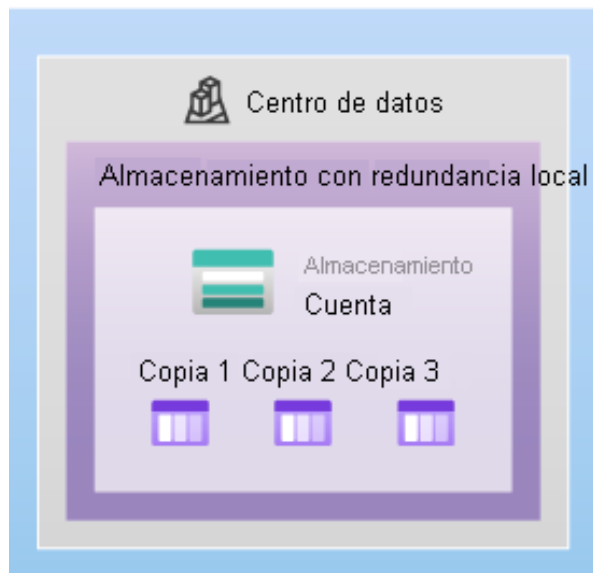 Centro de datos
Almacenamiento con redundancia local
Almacenamiento
Cuenta
Copia 1 Copia 2 Copia 3